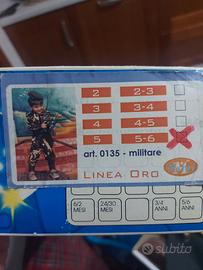 2 2-3
3 3-4
4 4-5
5 5-6
art. 0135 - militare
LINEA ORO
6/2 MESI 24/30 MESI 3/4 ANNI 5/6 ANNI
subito